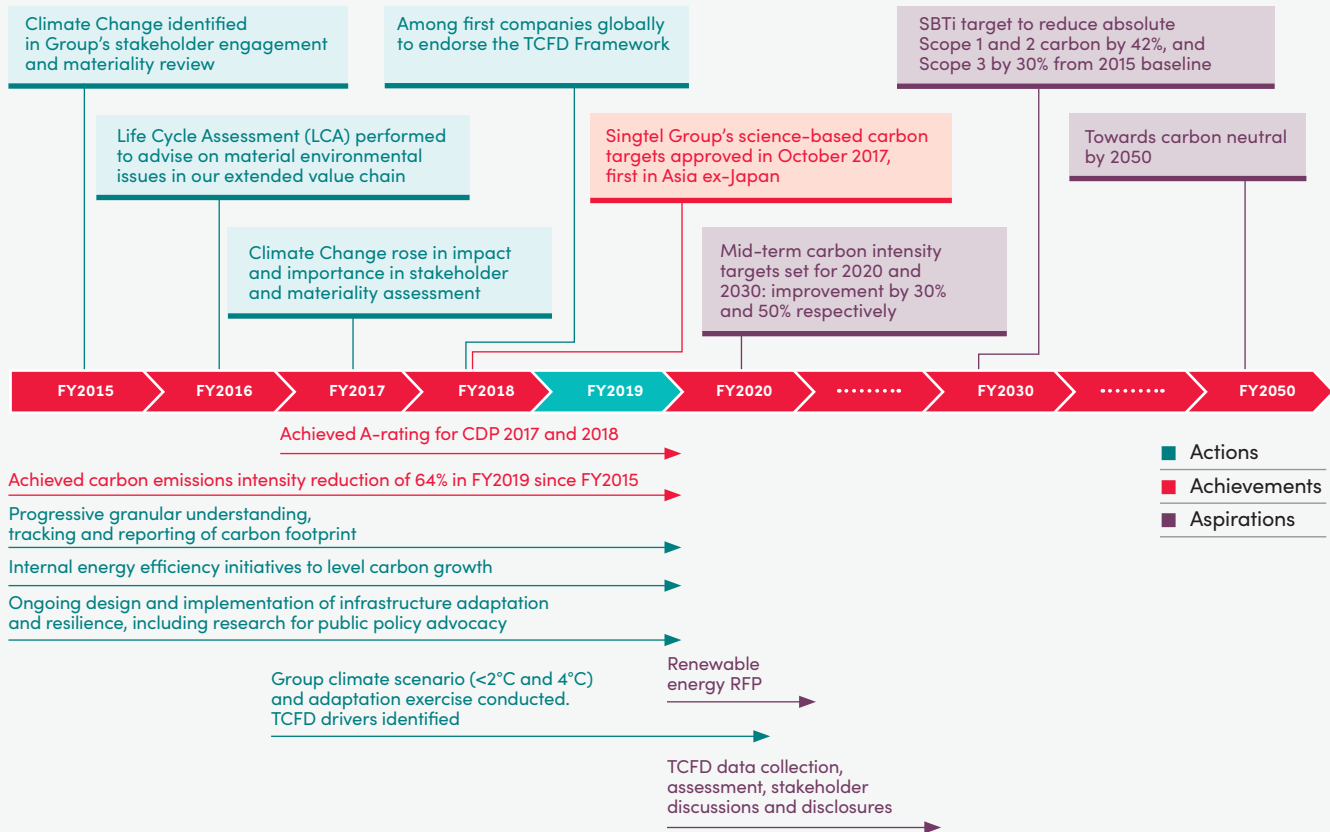 Climate Change identified
in Group's stakeholder engagement
and materiality review
Among first companies globally
to endorse the TCFD Framework
SBTi target to reduce absolute
Scope 1 and 2 carbon by 42%, and
Scope 3 by 30% from 2015 baseline
Life Cycle Assessment (LCA) performed
to advise on material environmental
issues in our extended value chain
Singtel Group's science-based carbon
targets approved in October 2017,
first in Asia ex-Japan
Towards carbon neutral
by 2050
Climate Change rose in impact
and importance in stakeholder
and materiality assessment
Mid-term carbon intensity
targets set for 2020 and
2030: improvement by 30%
and 50% respectively
FY2015
FY2016
FY2017
FY2018
FY2019
FY2020
.........
FY2030
.........
FY2050
Achieved A-rating for CDP 2017 and 2018
Achieved carbon emissions intensity reduction of 64% in FY2019 since FY2015
Progressive granular understanding,
tracking and reporting of carbon footprint
Internal energy efficiency initiatives to level carbon growth
Ongoing design and implementation of infrastructure adaptation
and resilience, including research for public policy advocacy
Group climate scenario (<2°C and 4°C)
and adaptation exercise conducted.
TCFD drivers identified
Renewable
energy RFP
TCFD data collection,
assessment, stakeholder
discussions and disclosures
Actions
Achievements
Aspirations